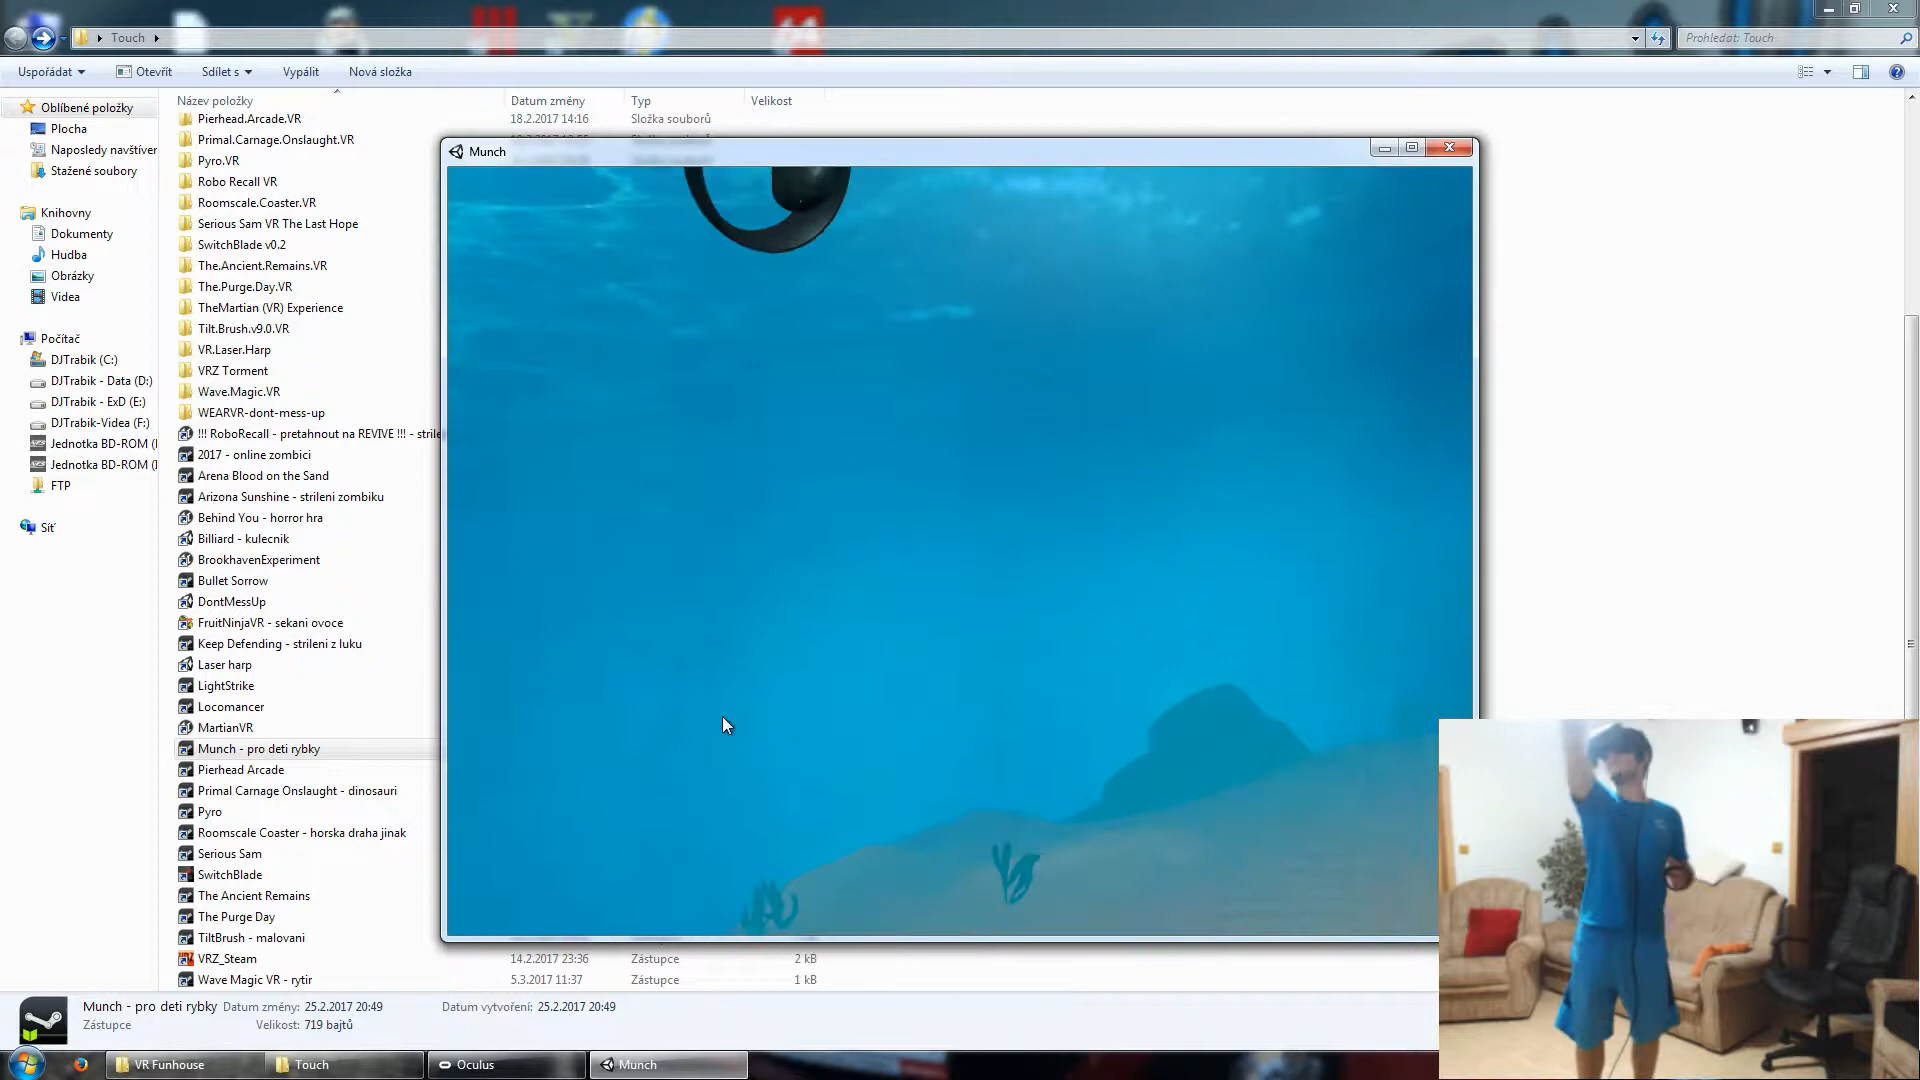 Touch
Prohledat: Touch
Uspořádat
Otevřít
Sdílet s
Vypálit
Nová složka
Název položky
Datum změny
Typ
Velikost
Oblíbené položky
Plocha
Naposledy navštíver
Stažené soubory
Knihovny
Dokumenty
Hudba
Obrázky
Videa
Počítač
DJTrabik (C:)
DJTrabik - Data (D:)
DJTrabik - ExD (E:)
DJTrabik-Videa (F:)
Jednotka BD-ROM (
Jednotka BD-ROM (
FTP
Síť
Pierhead.Arcade.VR 18.2.2017 14:16 Složka souborů
Primal.Carnage.Onslaught.VR
Pyro.VR
Robo Recall VR
Roomscale.Coaster.VR
Serious Sam VR The Last Hope
SwitchBlade v0.2
The.Ancient.Remains.VR
The.Purge.Day.VR
TheMartian (VR) Experience
Tilt.Brush.v9.0.VR
VR.Laser.Harp
VRZ Torment
Wave.Magic.VR
WEARVR-dont-mess-up
!!! RoboRecall - pretahnout na REVIVE !!! - strile
2017 - online zombici
Arena Blood on the Sand
Arizona Sunshine - strileni zombiku
Behind You - horror hra
Billiard - kulecnik
BrookhavenExperiment
Bullet Sorrow
DontMessUp
FruitNinjaVR - sekani ovoce
Keep Defending - strileni z luku
Laser harp
LightStrike
Locomancer
MartianVR
Munch - pro deti rybky
Pierhead Arcade
Primal Carnage Onslaught - dinosauri
Pyro
Roomscale Coaster - horska draha jinak
Serious Sam
SwitchBlade
The Ancient Remains
The Purge Day
TiltBrush - malovani
VRZ_Steam 14.2.2017 23:36 Zástupce 2 kB
Wave Magic VR - rytir 5.3.2017 11:37 Zástupce 1 kB
Munch
Munch - pro deti rybky Datum změny: 25.2.2017 20:49 Datum vytvoření: 25.2.2017 20:49
Zástupce Velikost: 719 bajtů
VR Funhouse
Touch
Oculus
Munch